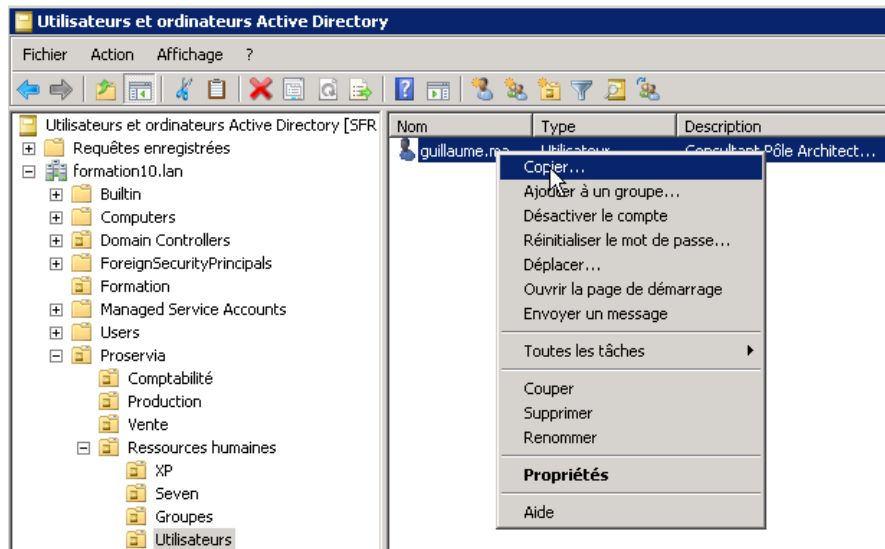 Utilisateurs et ordinateurs Active Directory
Fichier Action Affichage ?
Utilisateurs et ordinateurs Active Directory [SFR
Requêtes enregistrées
formation10.lan
Builtin
Computers
Domain Controllers
ForeignSecurityPrincipals
Formation
Managed Service Accounts
Users
Proservia
Comptabilité
Production
Vente
Ressources humaines
XP
Seven
Groupes
Utilisateurs
Nom Type Description
guillaume.ma Utilisateur Consultant Pôle Architect...
Copier...
Ajouter à un groupe...
Désactiver le compte
Réinitialiser le mot de passe...
Déplacer...
Ouvrir la page de démarrage
Envoyer un message
Toutes les tâches
Couper
Supprimer
Renommer
Propriétés
Aide